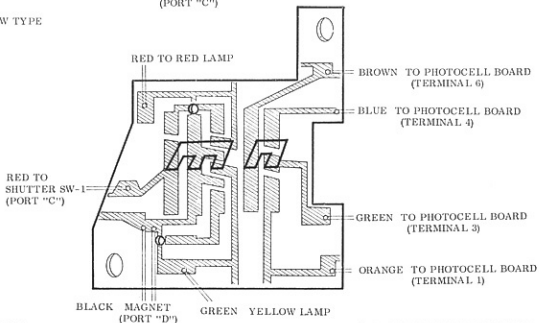 (PORT "C")
W TYPE
RED TO RED LAMP
BROWN TO PHOTOCELL BOARD
(TERMINAL 6)
BLUE TO PHOTOCELL BOARD
(TERMINAL 4)
RED TO
SHUTTER SW-1
(PORT "C")
GREEN TO PHOTOCELL BOARD
(TERMINAL 3)
ORANGE TO PHOTOCELL BOARD
(TERMINAL 1)
BLACK MAGNET
(PORT "D")
GREEN YELLOW LAMP